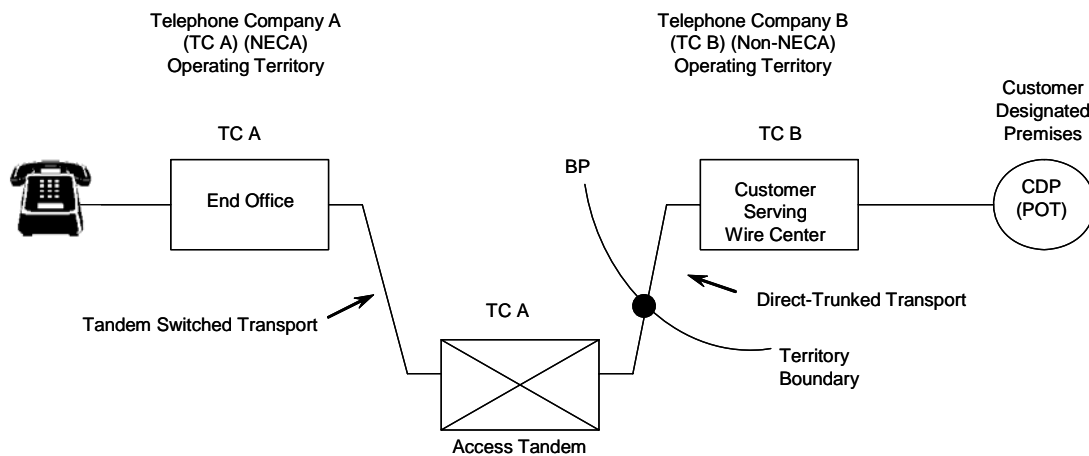 Telephone Company A
(TC A) (NECA)
Operating Territory
Telephone Company B
(TC B) (Non-NECA)
Operating Territory
Customer
Designated
Premises
TC A
TC B
BP
End Office
Customer
Serving
Wire Center
CDP
(POT)
Tandem Switched Transport
TC A
Direct-Trunked Transport
Territory
Boundary
Access Tandem